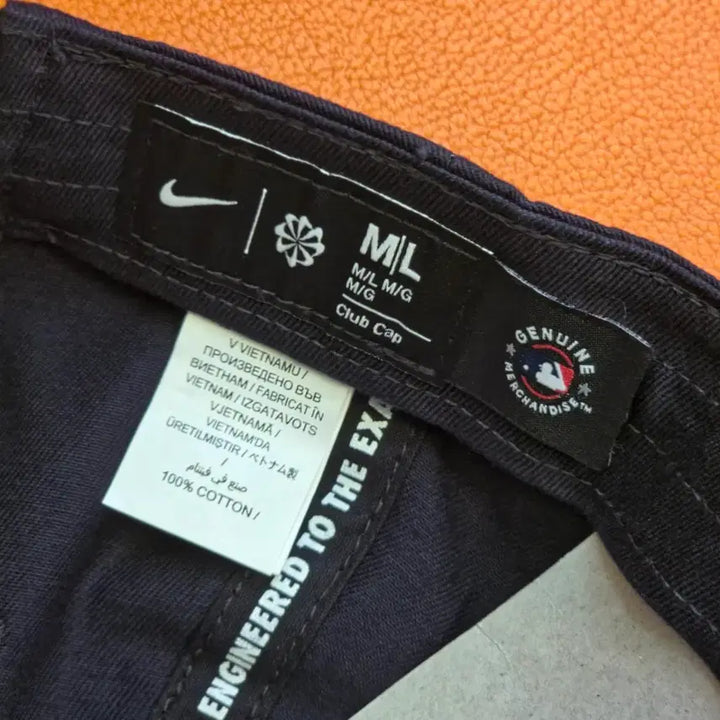 M|L
M/L M/G
M/G
Club Cap
GENUINE
MERCHANDISE™
V VIETNAMU /
ПРОИЗВЕДЕНО ВЪВ
ВИЕТНАМ / FABRICAT ÎN
VIETNAM / IZGATAVOTS
VJETNAMĀ /
VIETNAM'DA
ÜRETİLMİŞTİR / ベトナム製
/
صنع في فيتنام
100% COTTON /
ENGINEERED TO THE EXA